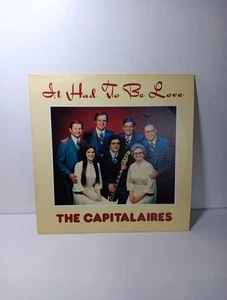 It Had To Be Love
THE CAPITALAIRES